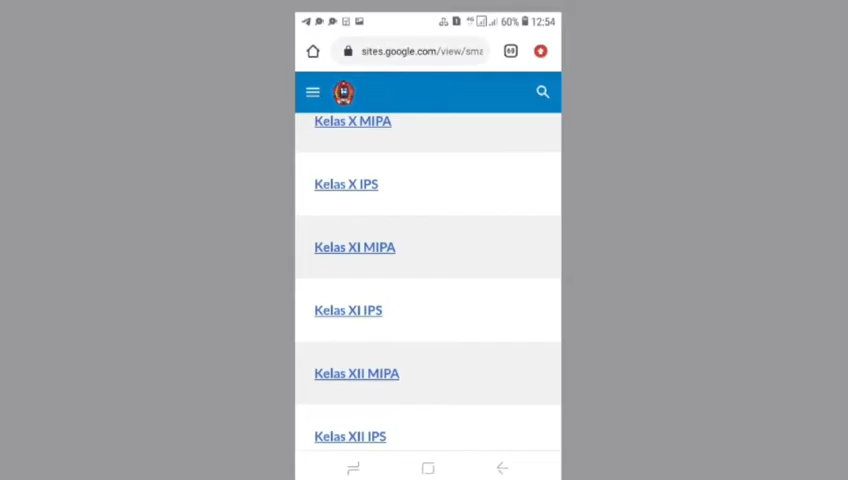 60% 12:54
sites.google.com/view/sma
60
Kelas X MIPA
Kelas X IPS
Kelas XI MIPA
Kelas XI IPS
Kelas XII MIPA
Kelas XII IPS